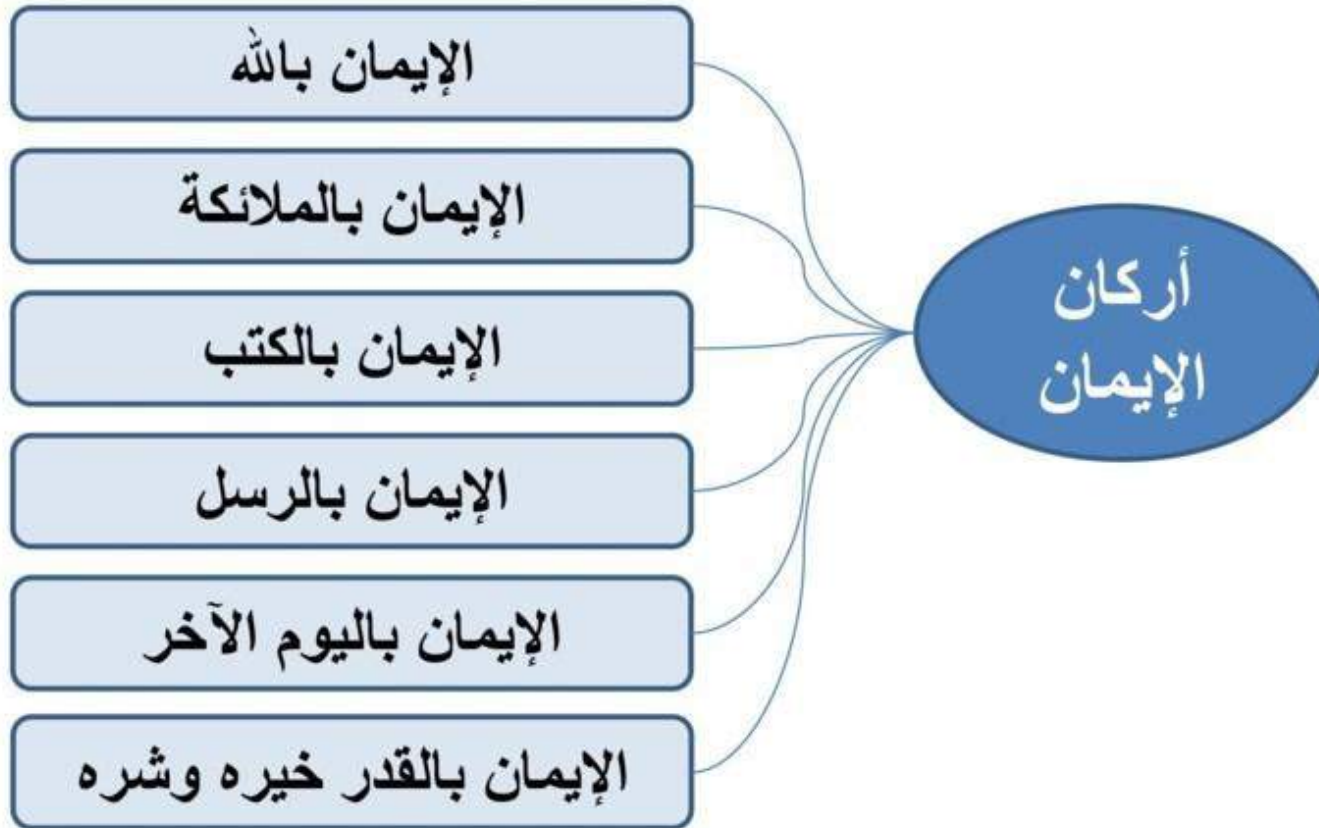 أركان
الإيمان
الإيمان بالله
الإيمان بالملائكة
الإيمان بالكتب
الإيمان بالرسل
الإيمان باليوم الآخر
الإيمان بالقدر خيره وشره